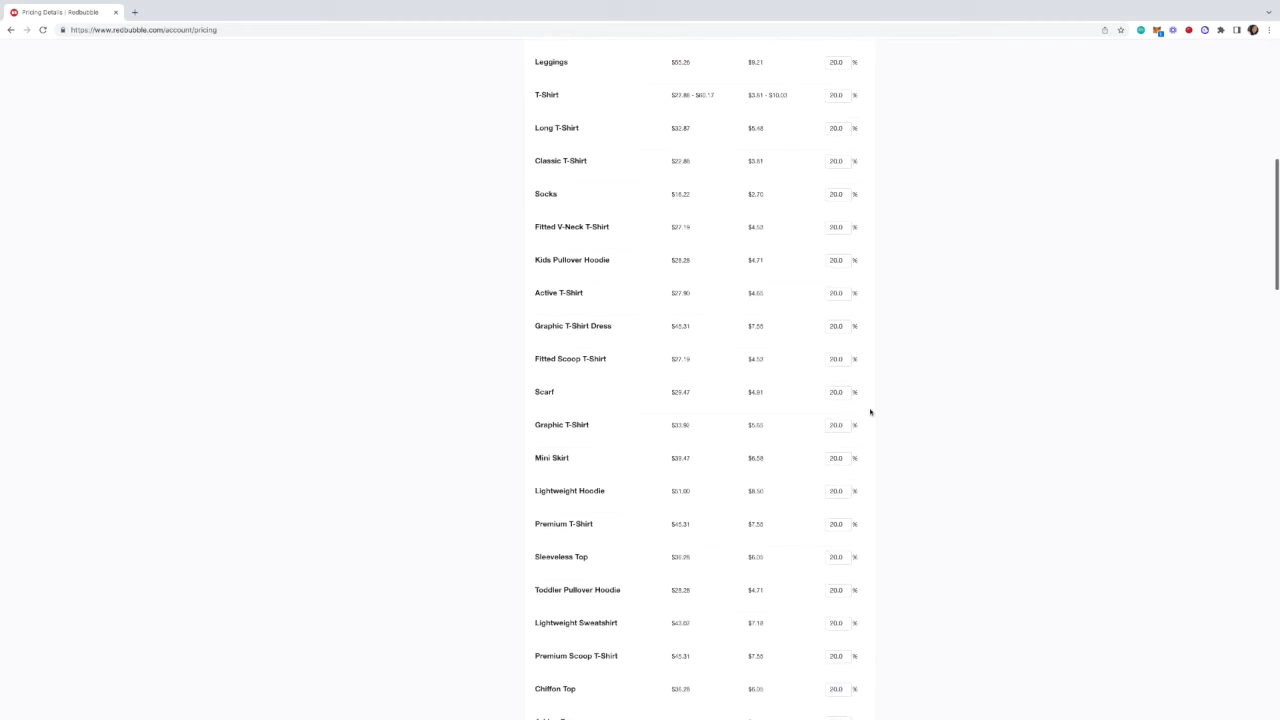 Pricing Details | Redbubble
https://www.redbubble.com/account/pricing
Leggings $55.26 $9.21 20.0 %
T-Shirt $22.88 - $60.17 $3.81 - $10.03 20.0 %
Long T-Shirt $32.87 $5.48 20.0 %
Classic T-Shirt $22.88 $3.81 20.0 %
Socks $16.22 $2.70 20.0 %
Fitted V-Neck T-Shirt $27.19 $4.53 20.0 %
Kids Pullover Hoodie $28.28 $4.71 20.0 %
Active T-Shirt $27.90 $4.65 20.0 %
Graphic T-Shirt Dress $45.31 $7.55 20.0 %
Fitted Scoop T-Shirt $27.19 $4.53 20.0 %
Scarf $29.47 $4.91 20.0 %
Graphic T-Shirt $33.92 $5.65 20.0 %
Mini Skirt $39.47 $6.58 20.0 %
Lightweight Hoodie $51.00 $8.50 20.0 %
Premium T-Shirt $45.31 $7.55 20.0 %
Sleeveless Top $36.28 $6.05 20.0 %
Toddler Pullover Hoodie $28.28 $4.71 20.0 %
Lightweight Sweatshirt $43.02 $7.18 20.0 %
Premium Scoop T-Shirt $45.31 $7.55 20.0 %
Chiffon Top $36.28 $6.05 20.0 %